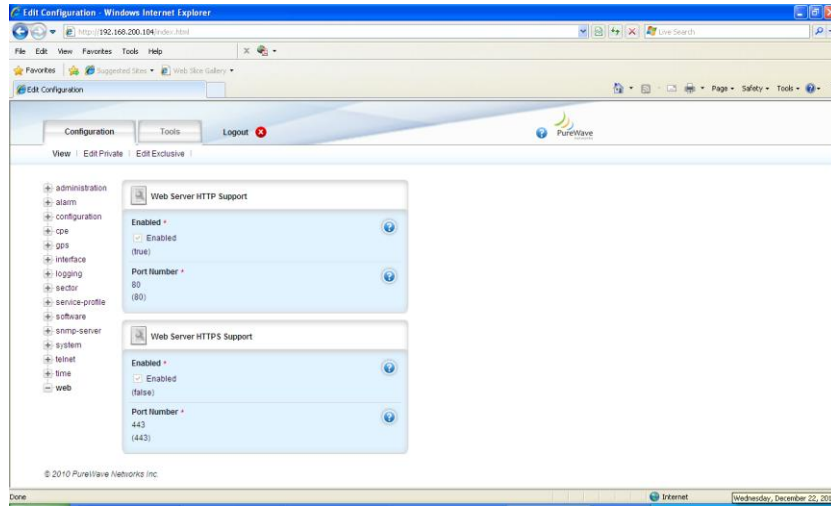 Edit Configuration - Windows Internet Explorer
http://192.168.200.104/index.html
Live Search
File Edit View Favorites Tools Help
Favorites Suggested Sites Web Slice Gallery
Edit Configuration
Page Safety Tools
Configuration Tools Logout
PureWave
View Edit Private Edit Exclusive
administration
alarm
configuration
cpe
gps
interface
logging
sector
service-profile
software
snmp-server
system
telnet
time
web
Web Server HTTP Support
Enabled *
Enabled
(true)
Port Number *
80
(80)
Web Server HTTPS Support
Enabled *
Enabled
(false)
Port Number *
443
(443)
© 2010 PureWave Networks Inc.
Done
Internet
Wednesday, December 22,